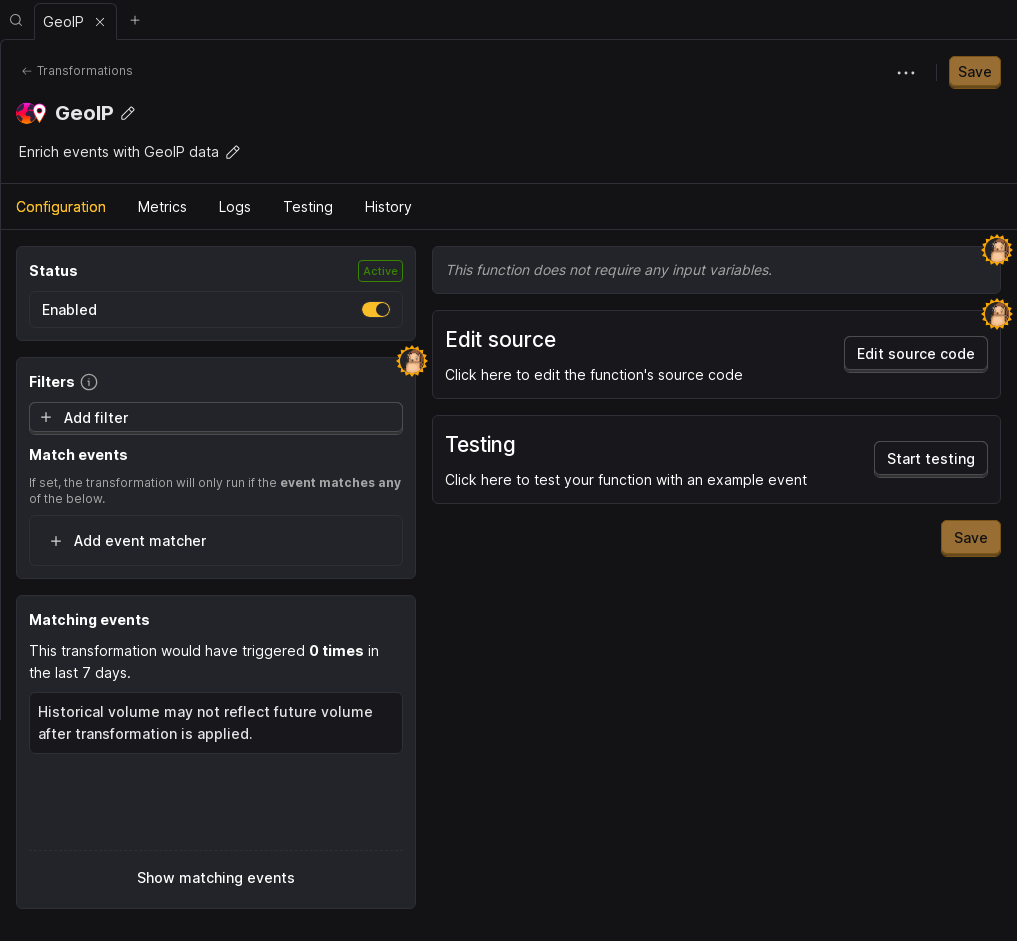 GeoIP
Transformations
Save
GeoIP
Enrich events with GeoIP data
Configuration
Metrics
Logs
Testing
History
Status
Active
Enabled
Filters
Add filter
Match events
If set, the transformation will only run if the event matches any
of the below.
Add event matcher
Matching events
This transformation would have triggered 0 times in
the last 7 days.
Historical volume may not reflect future volume
after transformation is applied.
Show matching events
This function does not require any input variables.
Edit source
Click here to edit the function's source code
Edit source code
Testing
Click here to test your function with an example event
Start testing
Save